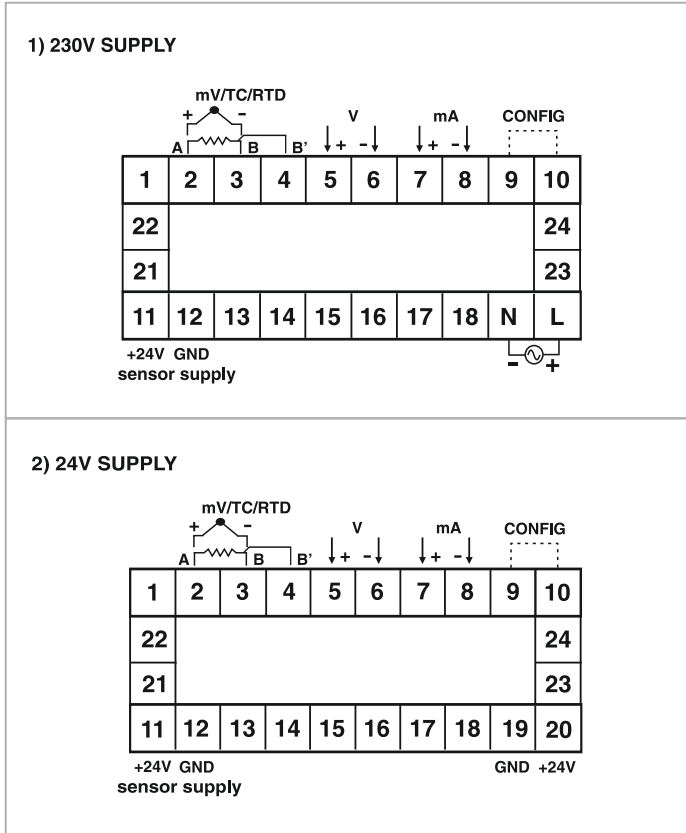 1) 230V SUPPLY
mV/TC/RTD
+ - V mA CONFIG
A B B' + - + -
1 2 3 4 5 6 7 8 9 10
22 24
21 23
11 12 13 14 15 16 17 18 N L
+24V GND - +
sensor supply
2) 24V SUPPLY
mV/TC/RTD
+ - V mA CONFIG
A B B' + - + -
1 2 3 4 5 6 7 8 9 10
22 24
21 23
11 12 13 14 15 16 17 18 19 20
+24V GND GND +24V
sensor supply